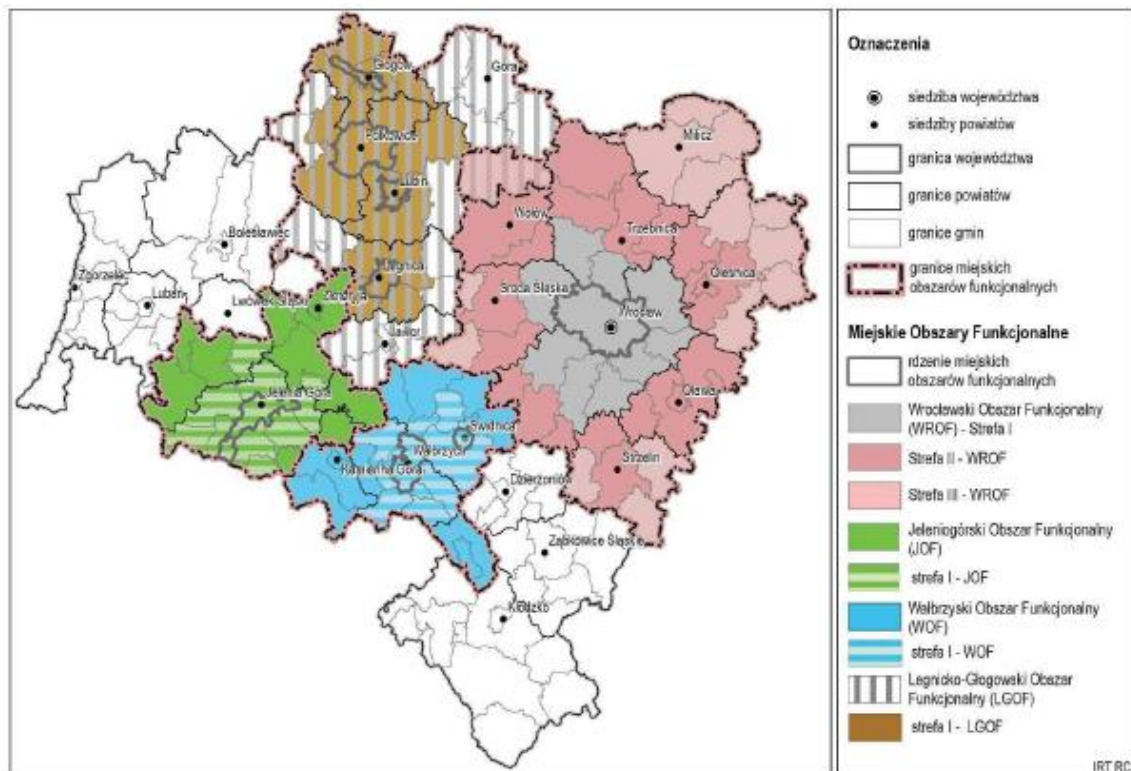 Głogów
Góra
Polkowice
Milicz
Lubin
Wołów
Trzebnica
Bolesławiec
Legnica
Oleśnica
Zgorzelec
Środa Śląska
Lubań
Lwówek Śląski
Złotoryja
Wrocław
Jawor
Jelenia Góra
Oława
Świdnica
Wałbrzych
Kamienna Góra
Strzelin
Dzierżoniów
Ząbkowice Śląskie
Kłodzko
Oznaczenia
siedziba województwa
siedziby powiatów
granica województwa
granice powiatów
granice gmin
granice miejskich
obszarów funkcjonalnych
Miejskie Obszary Funkcjonalne
rdzenie miejskich
obszarów funkcjonalnych
Wrocławski Obszar Funkcjonalny
(WROF) - Strefa I
Strefa II - WROF
Strefa III - WROF
Jeleniogórski Obszar Funkcjonalny
(JOF)
strefa I - JOF
Wałbrzyski Obszar Funkcjonalny
(WOF)
strefa I - WOF
Legnicko-Głogowski Obszar
Funkcjonalny (LGOF)
strefa I - LGOF
IRT RC